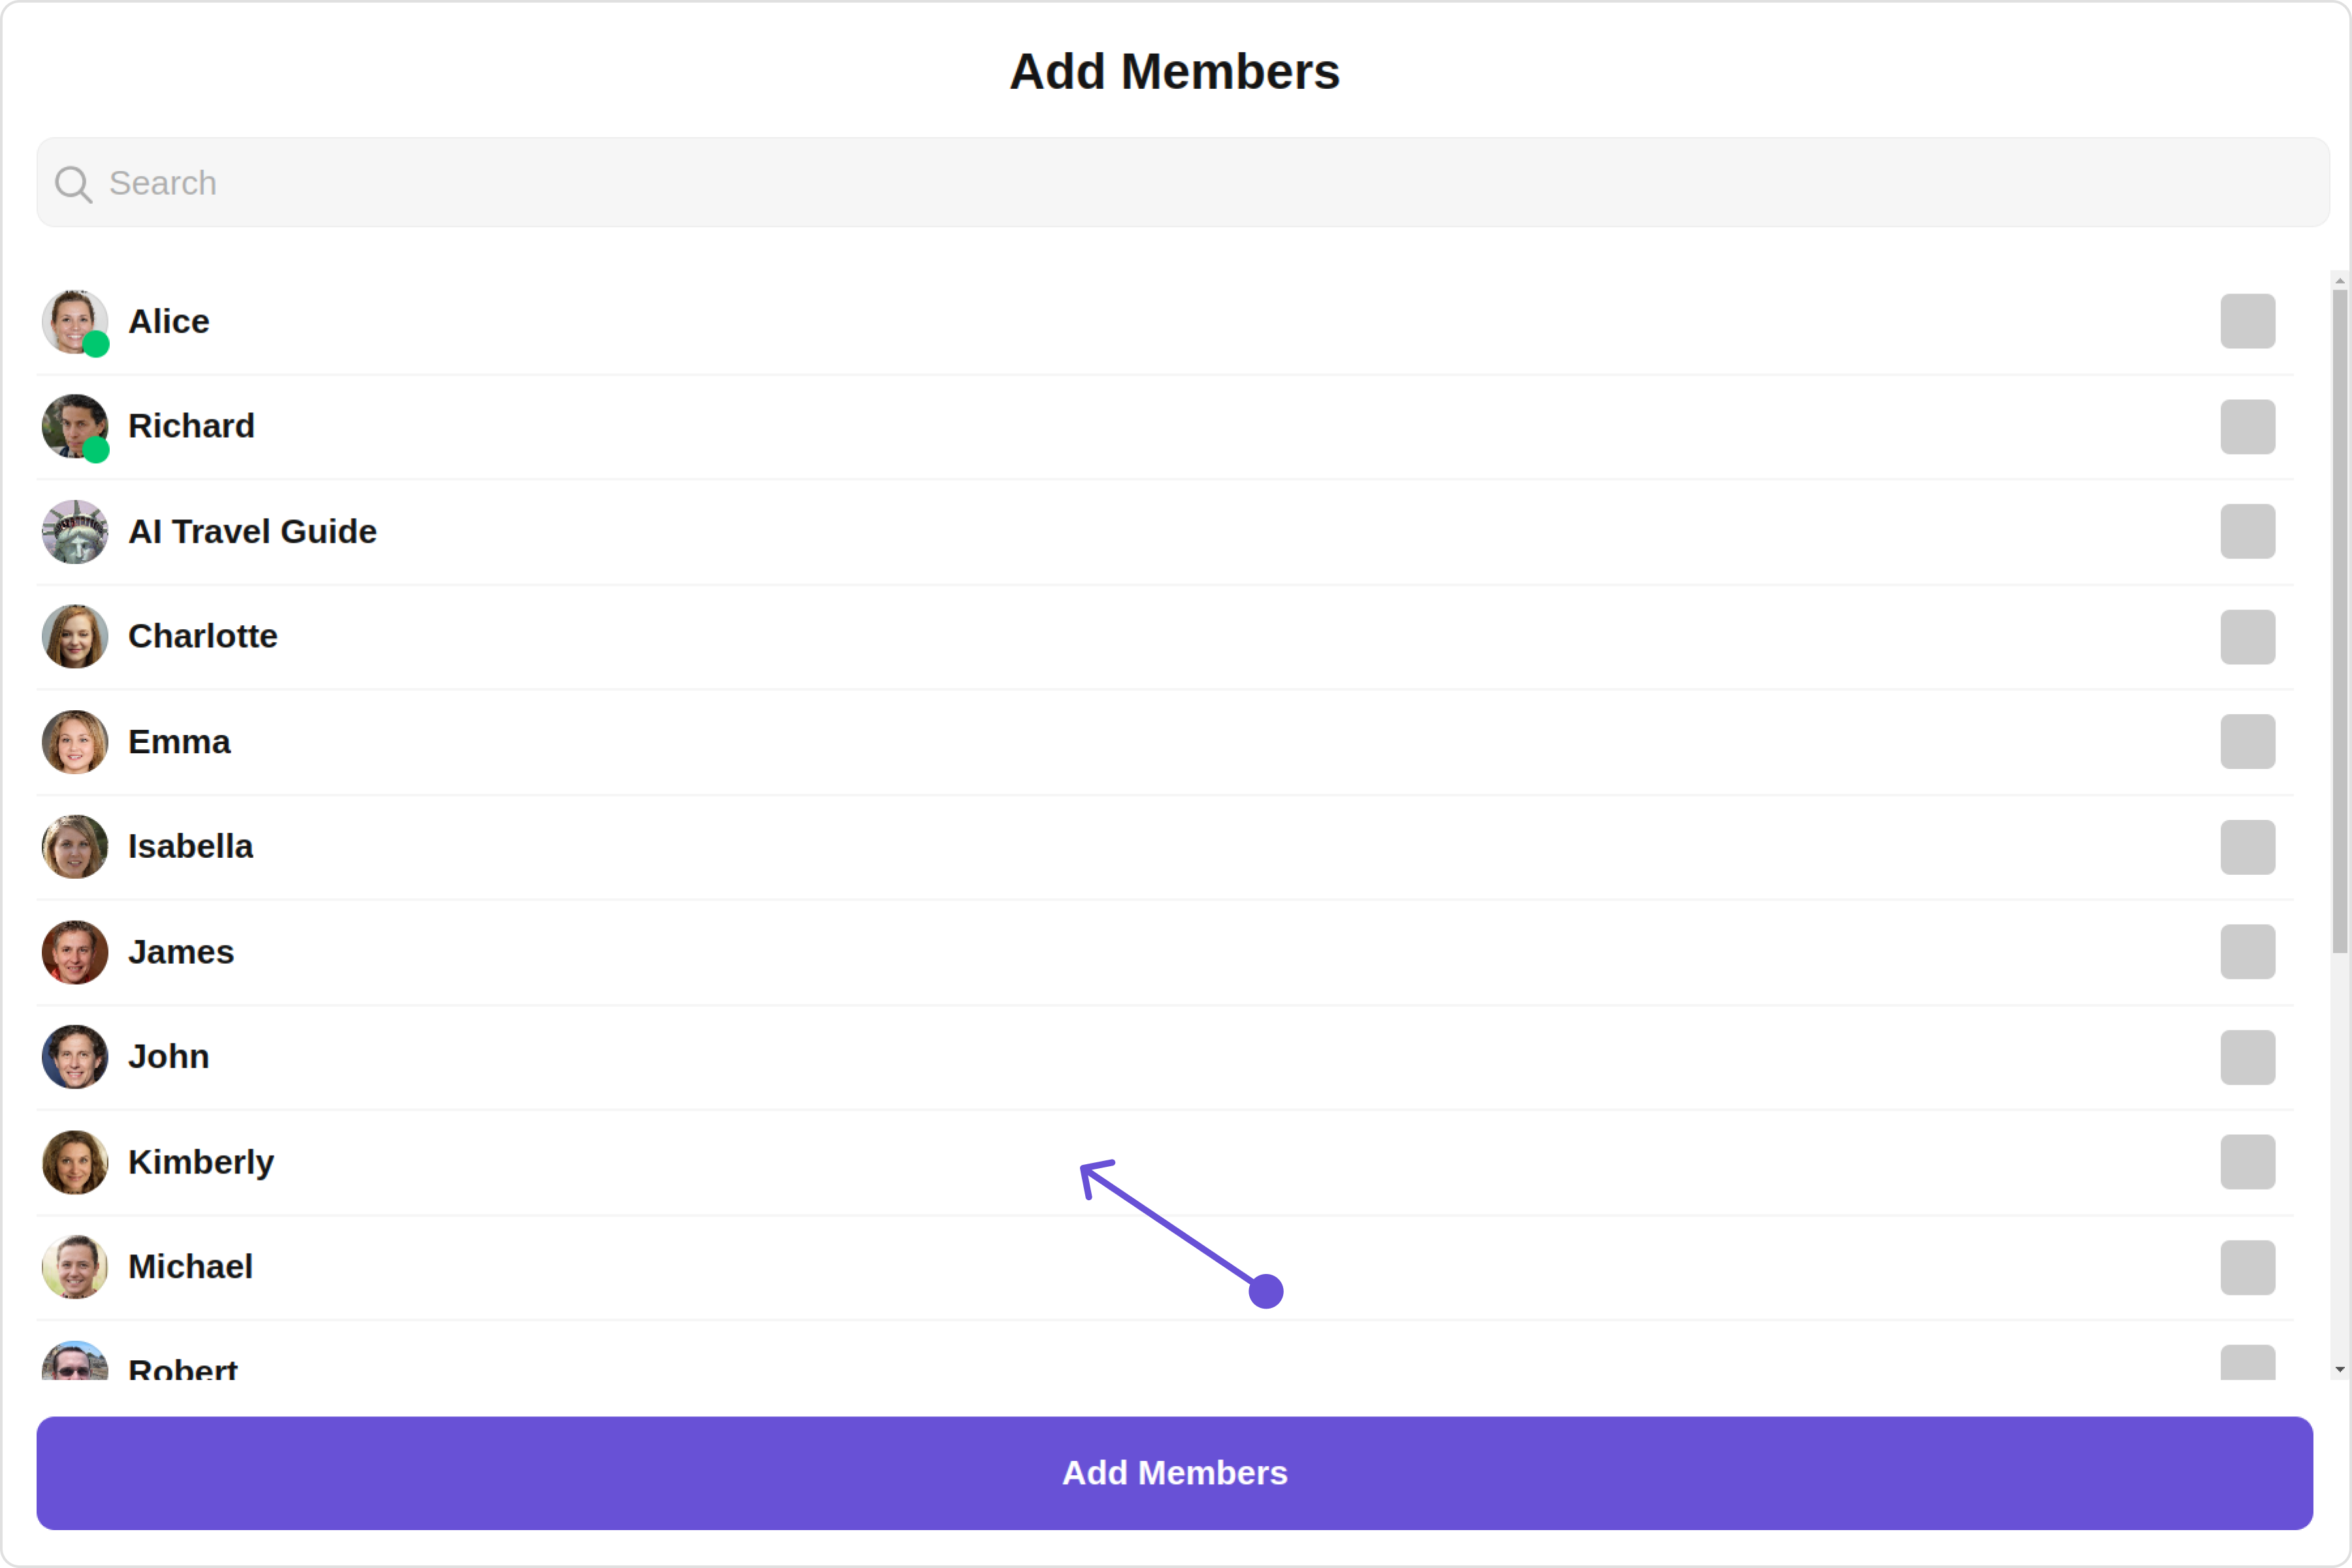 Add Members
Search
Alice
Richard
AI Travel Guide
Charlotte
Emma
Isabella
James
John
Kimberly
Michael
Robert
Add Members